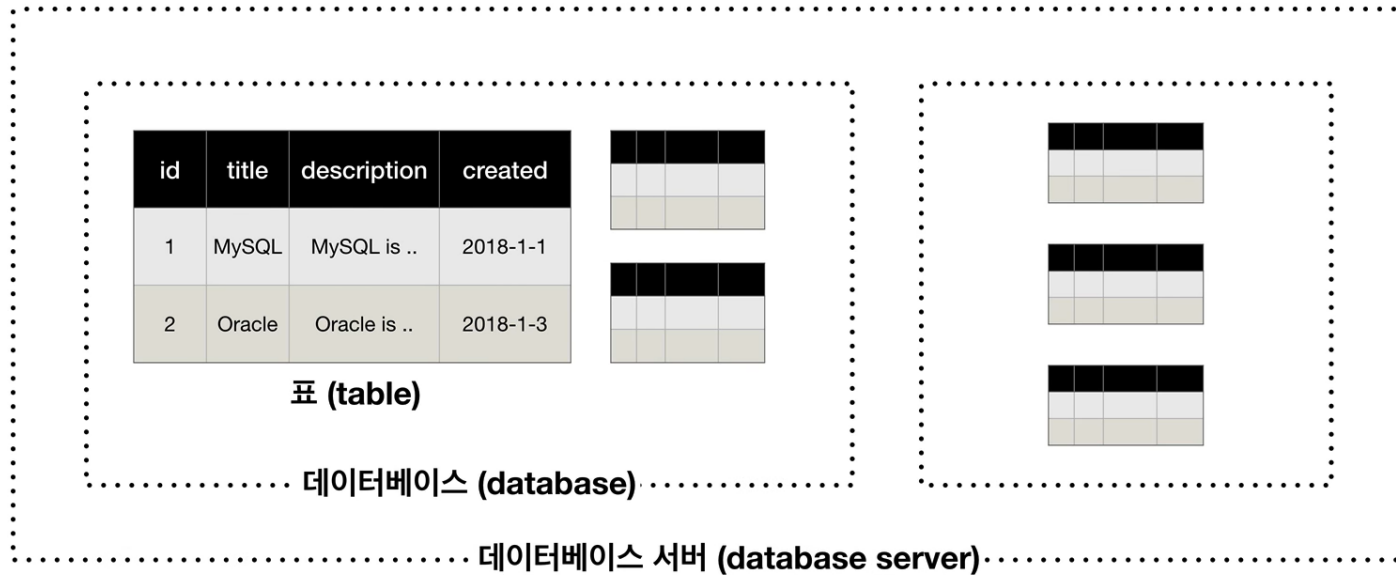 id title description created
1 MySQL MySQL is .. 2018-1-1
2 Oracle Oracle is .. 2018-1-3
표 (table)
데이터베이스 (database)
데이터베이스 서버 (database server)